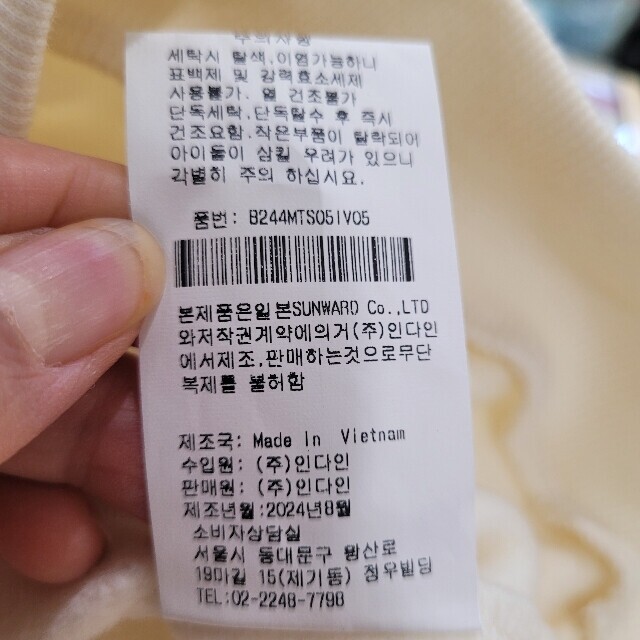 주의사항
세탁시 탈색,이염가능하니
표백제 및 강력효소세제
사용불가. 열 건조불가
단독세탁,단독탈수 후 즉시
건조요함.작은부품이 탈락되어
아이들이 삼킬 우려가 있으니
각별히 주의 하십시요.
품번: B244MTS05IV05
본제품은일본SUNWARD Co.,LTD
와저작권계약에의거(주)인다인
에서제조,판매하는것으로무단
복제를 불허함
제조국: Made In Vietnam
수입원: (주)인다인
판매원: (주)인다인
제조년월:2024년8월
소비자상담실
서울시 동대문구 왕산로
19마길 15(제기동) 정우빌딩
TEL:02-2248-7798